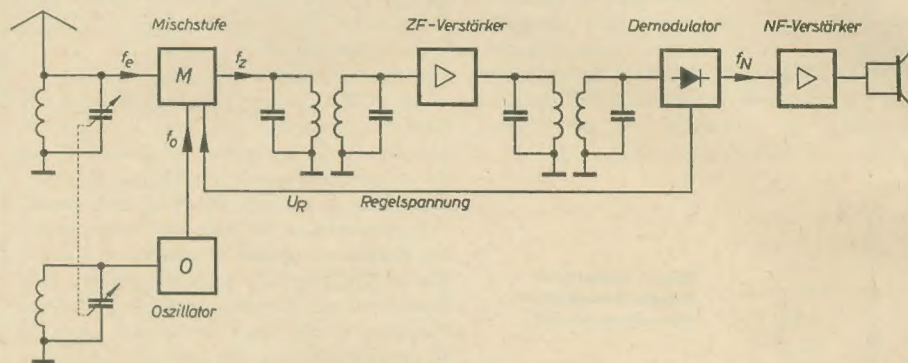 Mischstufe
ZF-Verstärker
Demodulator
NF-Verstärker
fe
M
fz
fN
fo
UR Regelspannung
O
Oszillator